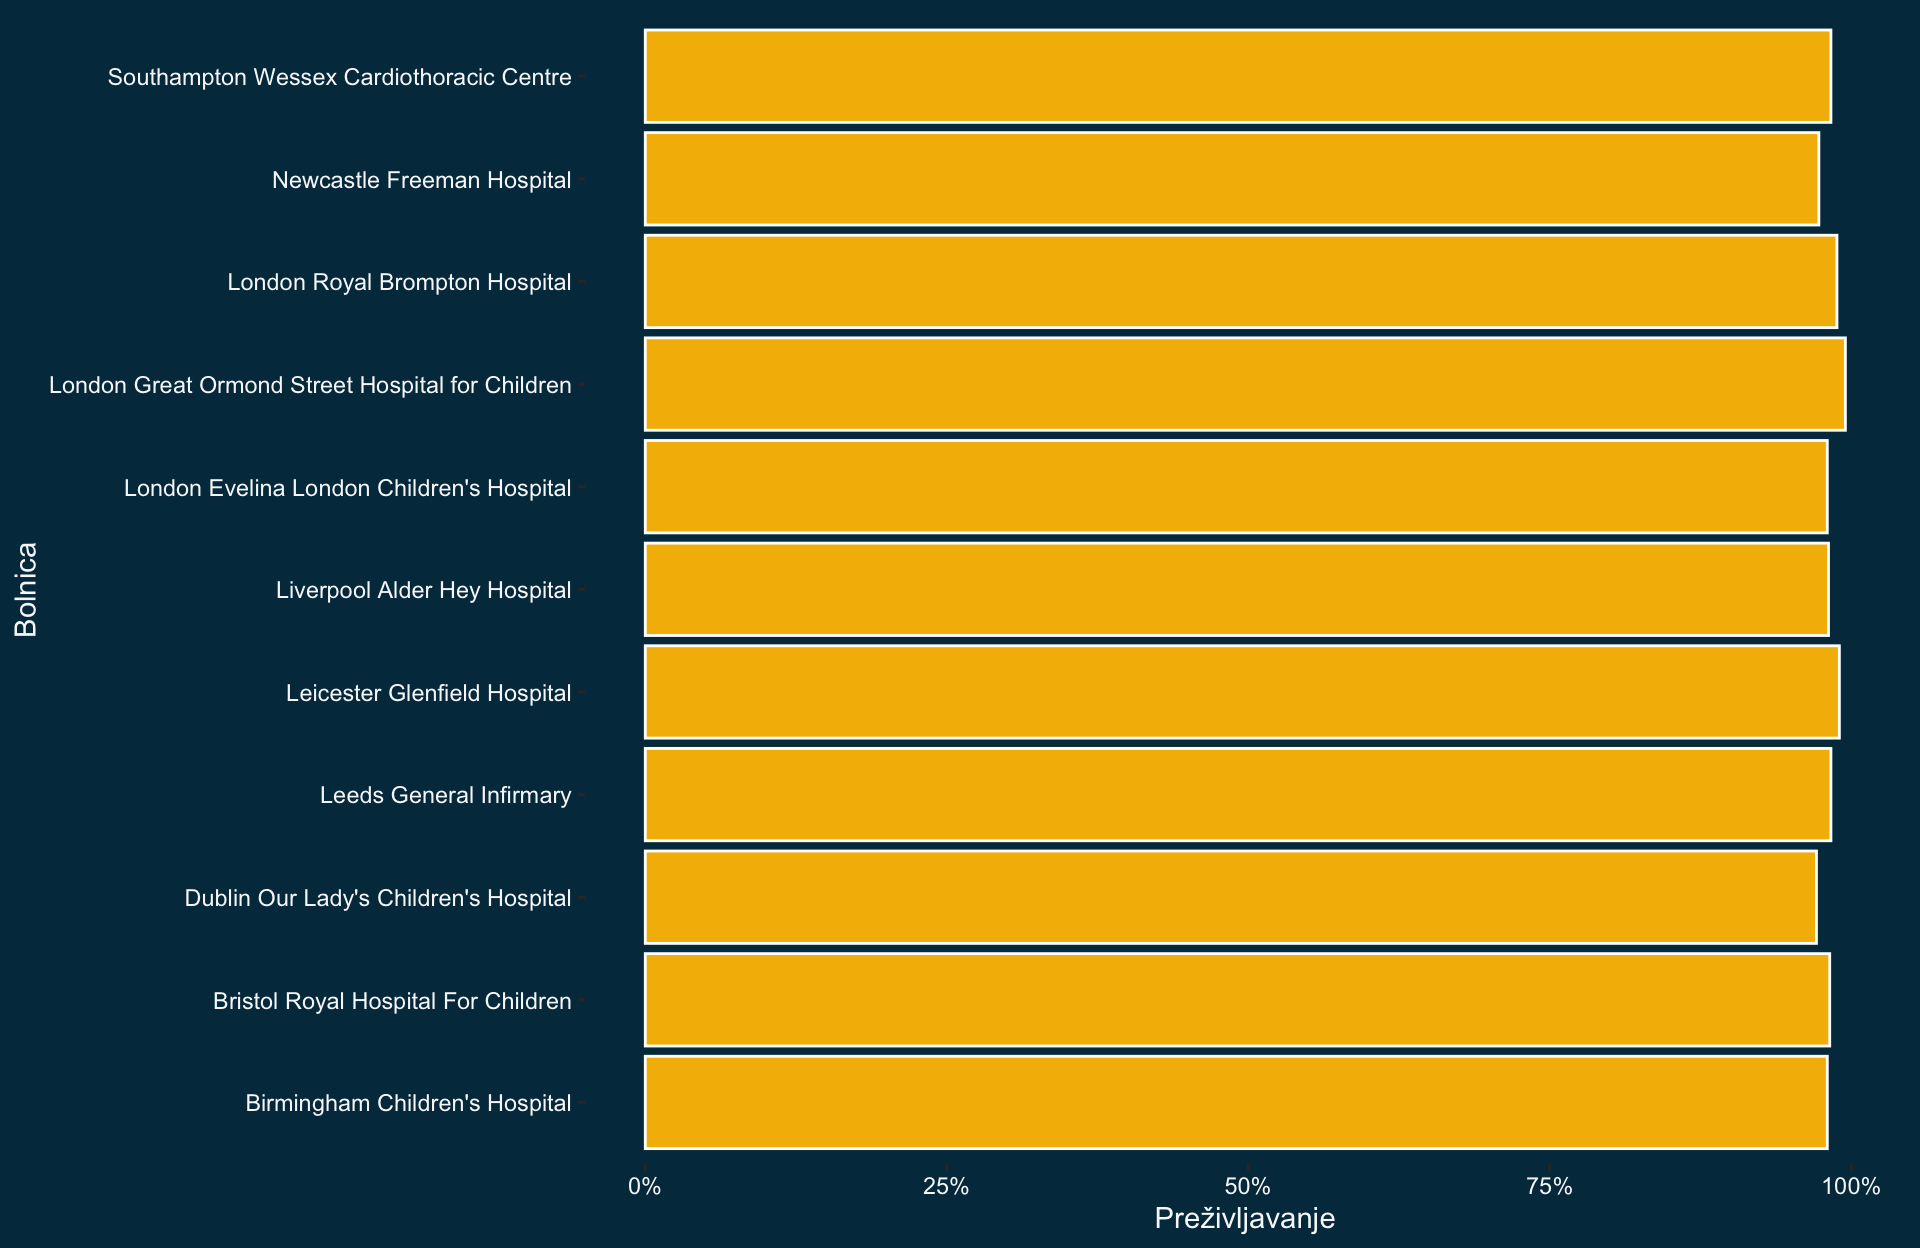 Southampton Wessex Cardiothoracic Centre
Newcastle Freeman Hospital
London Royal Brompton Hospital
London Great Ormond Street Hospital for Children
London Evelina London Children's Hospital
Liverpool Alder Hey Hospital
Leicester Glenfield Hospital
Leeds General Infirmary
Dublin Our Lady's Children's Hospital
Bristol Royal Hospital For Children
Birmingham Children's Hospital
Bolnica
0% 25% 50% 75% 100%
Preživljavanje